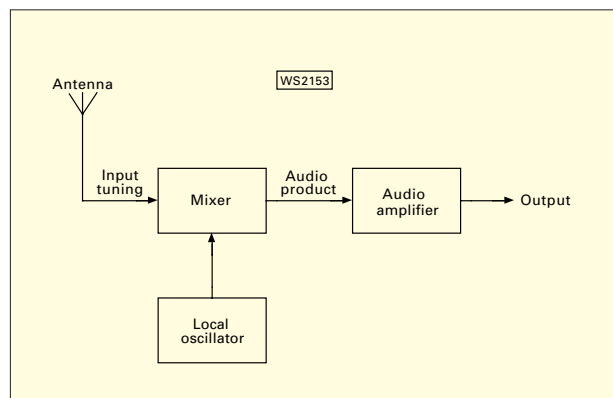 WS2153
Antenna
Input
tuning
Mixer
Audio
product
Audio
amplifier
Output
Local
oscillator